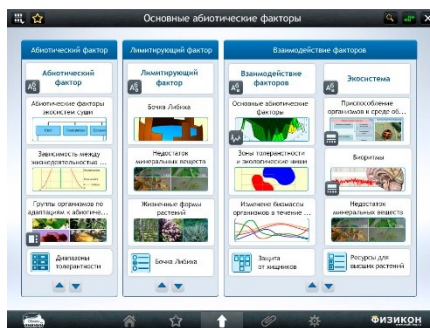 Основные абиотические факторы
Абиотический фактор
Лимитирующий фактор
Взаимодействие факторов
Абиотический
фактор
Абиотические факторы
экосистем суши
Зависимость между
жизнедеятельностью ...
Группы организмов по
адаптациям к абиотиче...
Диапазоны
толерантности
Лимитирующий
фактор
Бочка Либиха
Недостаток
минеральных веществ
Жизненные формы
растений
Бочка Либиха
Взаимодействие
факторов
Основные абиотические
факторы
Зоны толерантности
и экологические ниши
Изменение биомассы
организмов в течение ...
Защита
от хищников
Экосистема
Приспособление
организмов к среде об...
Биоритмы
Недостаток
минеральных веществ
Ресурсы для
высших растений
ФИЗИКОН